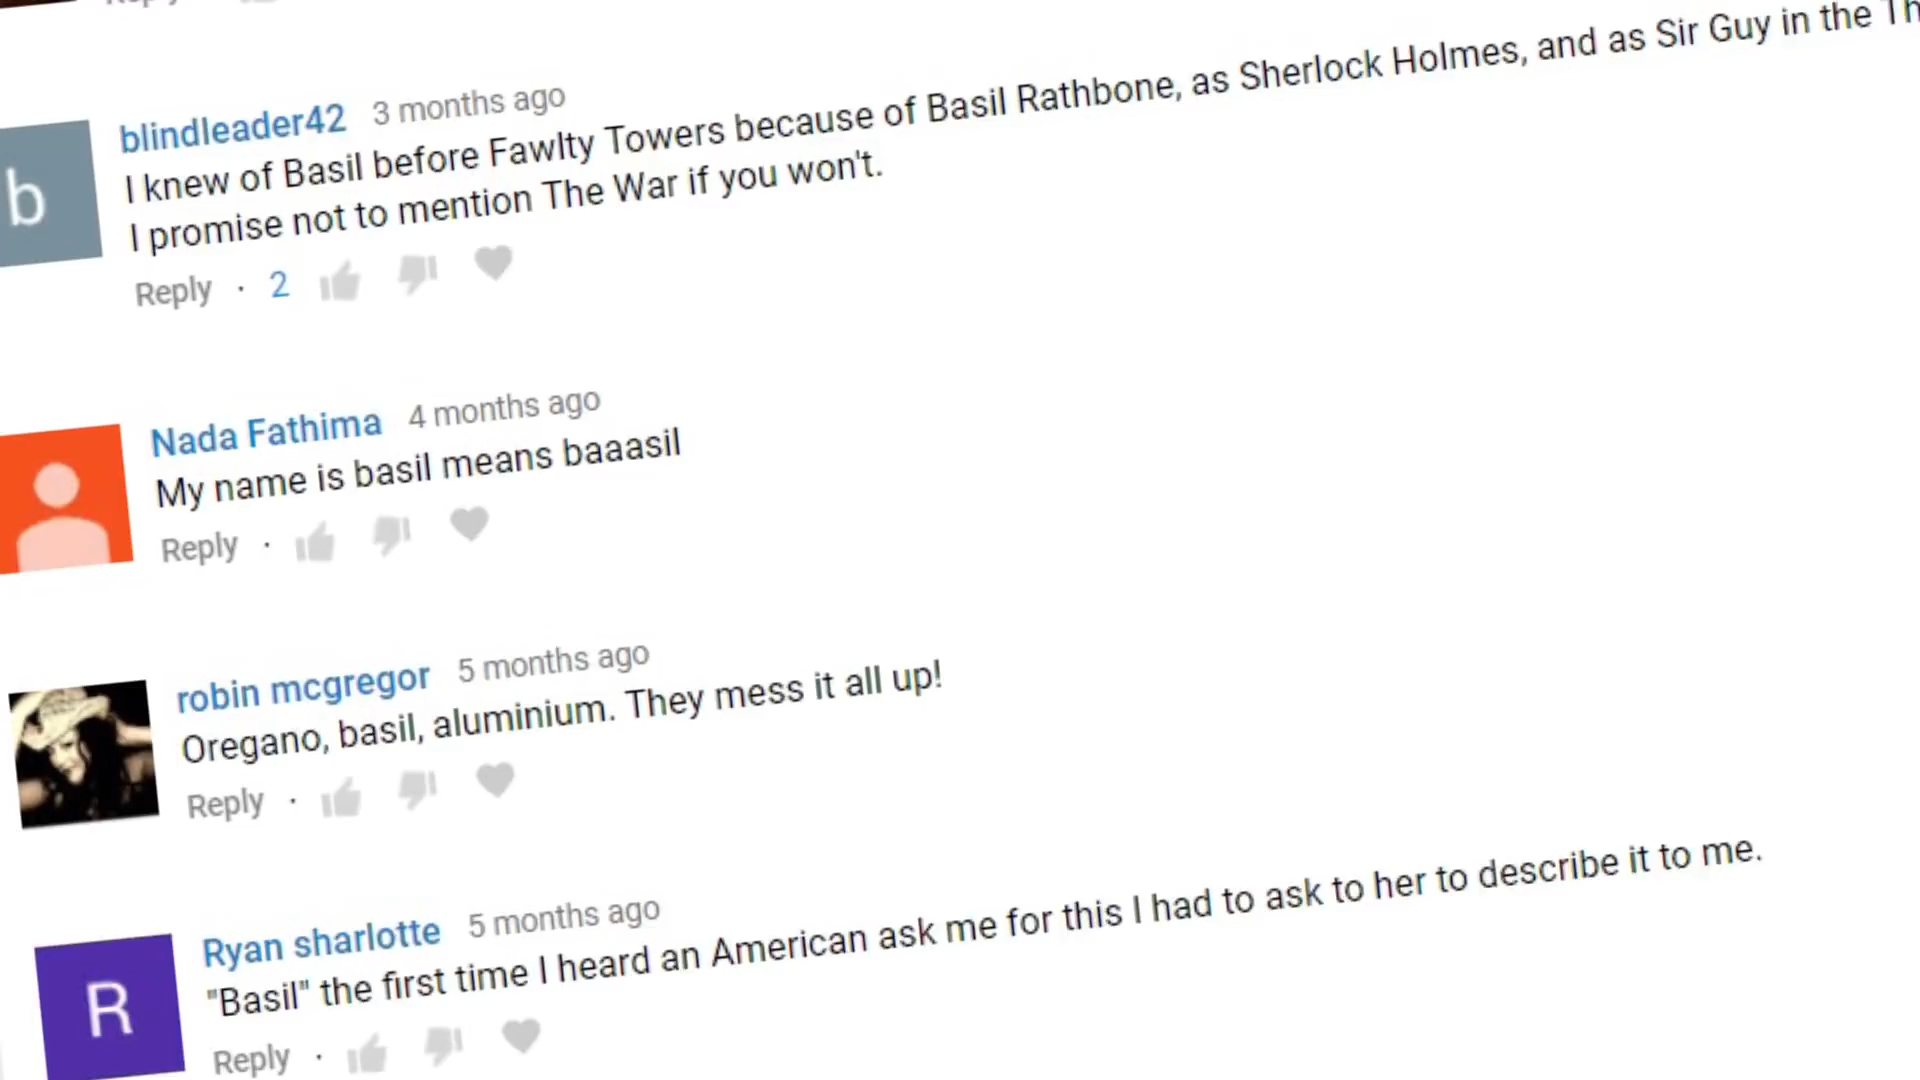 blindleader42 3 months ago
I knew of Basil before Fawlty Towers because of Basil Rathbone, as Sherlock Holmes, and as Sir Guy in the
I promise not to mention The War if you won't.
Reply · 2
b
Nada Fathima 4 months ago
My name is basil means baaasil
Reply ·
robin mcgregor 5 months ago
Oregano, basil, aluminium. They mess it all up!
Reply ·
Ryan sharlotte 5 months ago
"Basil" the first time I heard an American ask me for this I had to ask to her to describe it to me.
R
Reply ·